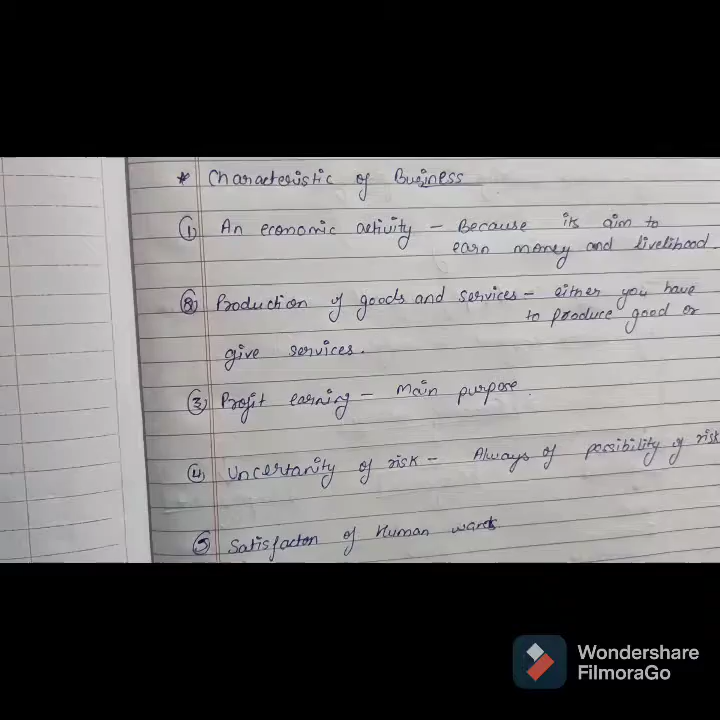 * Characteristic of Business
① An economic activity - Because its aim to
earn money and livelihood
② Production of goods and services - either you have
to produce good or
give services.
③ Profit earning - Main purpose.
④ Uncertanity of risk - Always of possibility of risk
⑤ Satisfacton of Human wants
Wondershare
FilmoraGo